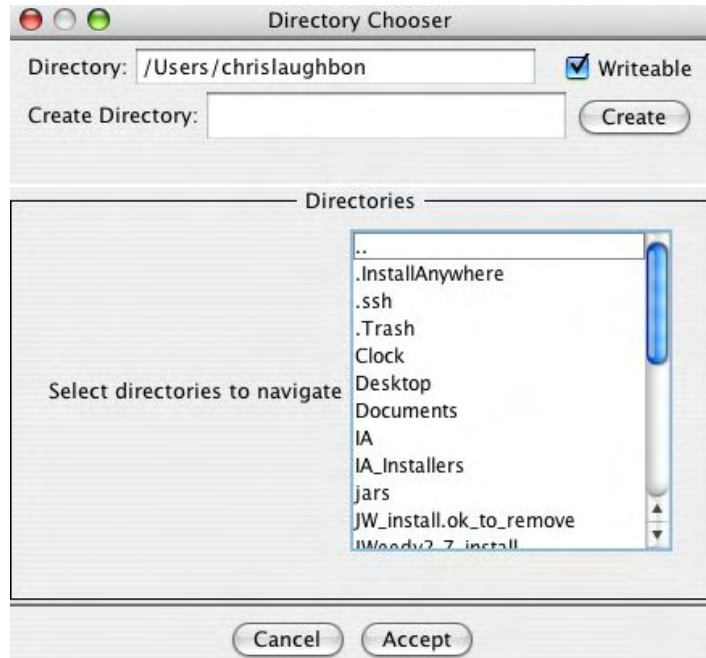 Directory Chooser
Directory: /Users/chrislaughbon Writeable
Create Directory: Create
Directories
..
.InstallAnywhere
.ssh
.Trash
Clock
Desktop
Select directories to navigate
Documents
IA
IA_Installers
jars
JW_install.ok_to_remove
Cancel Accept